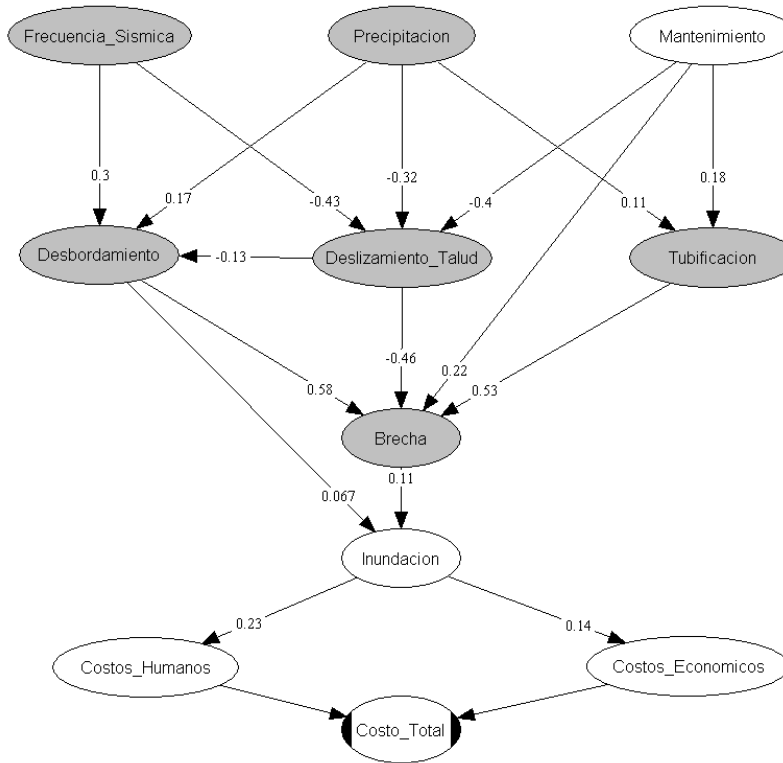 Frecuencia_Sismica
Precipitacion
Mantenimiento
0.3
0.17
-0.43
-0.32
-0.4
0.11
0.18
Desbordamiento
-0.13
Deslizamiento_Talud
Tubificacion
-0.46
0.58
0.22
0.53
Brecha
0.11
0.067
Inundacion
0.23
0.14
Costos_Humanos
Costos_Economicos
Costo_Total